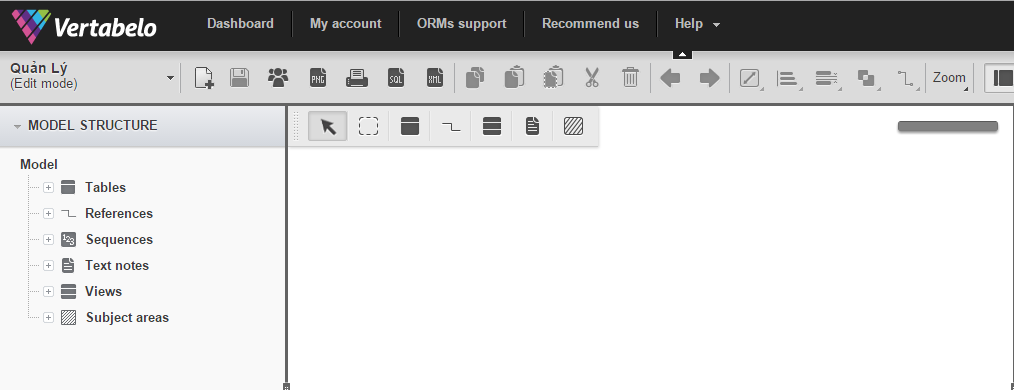 Vertabelo
Dashboard
My account
ORMs support
Recommend us
Help
Quản Lý
(Edit mode)
PNG
SQL
XML
Zoom
MODEL STRUCTURE
Model
Tables
References
123
Sequences
Text notes
Views
Subject areas